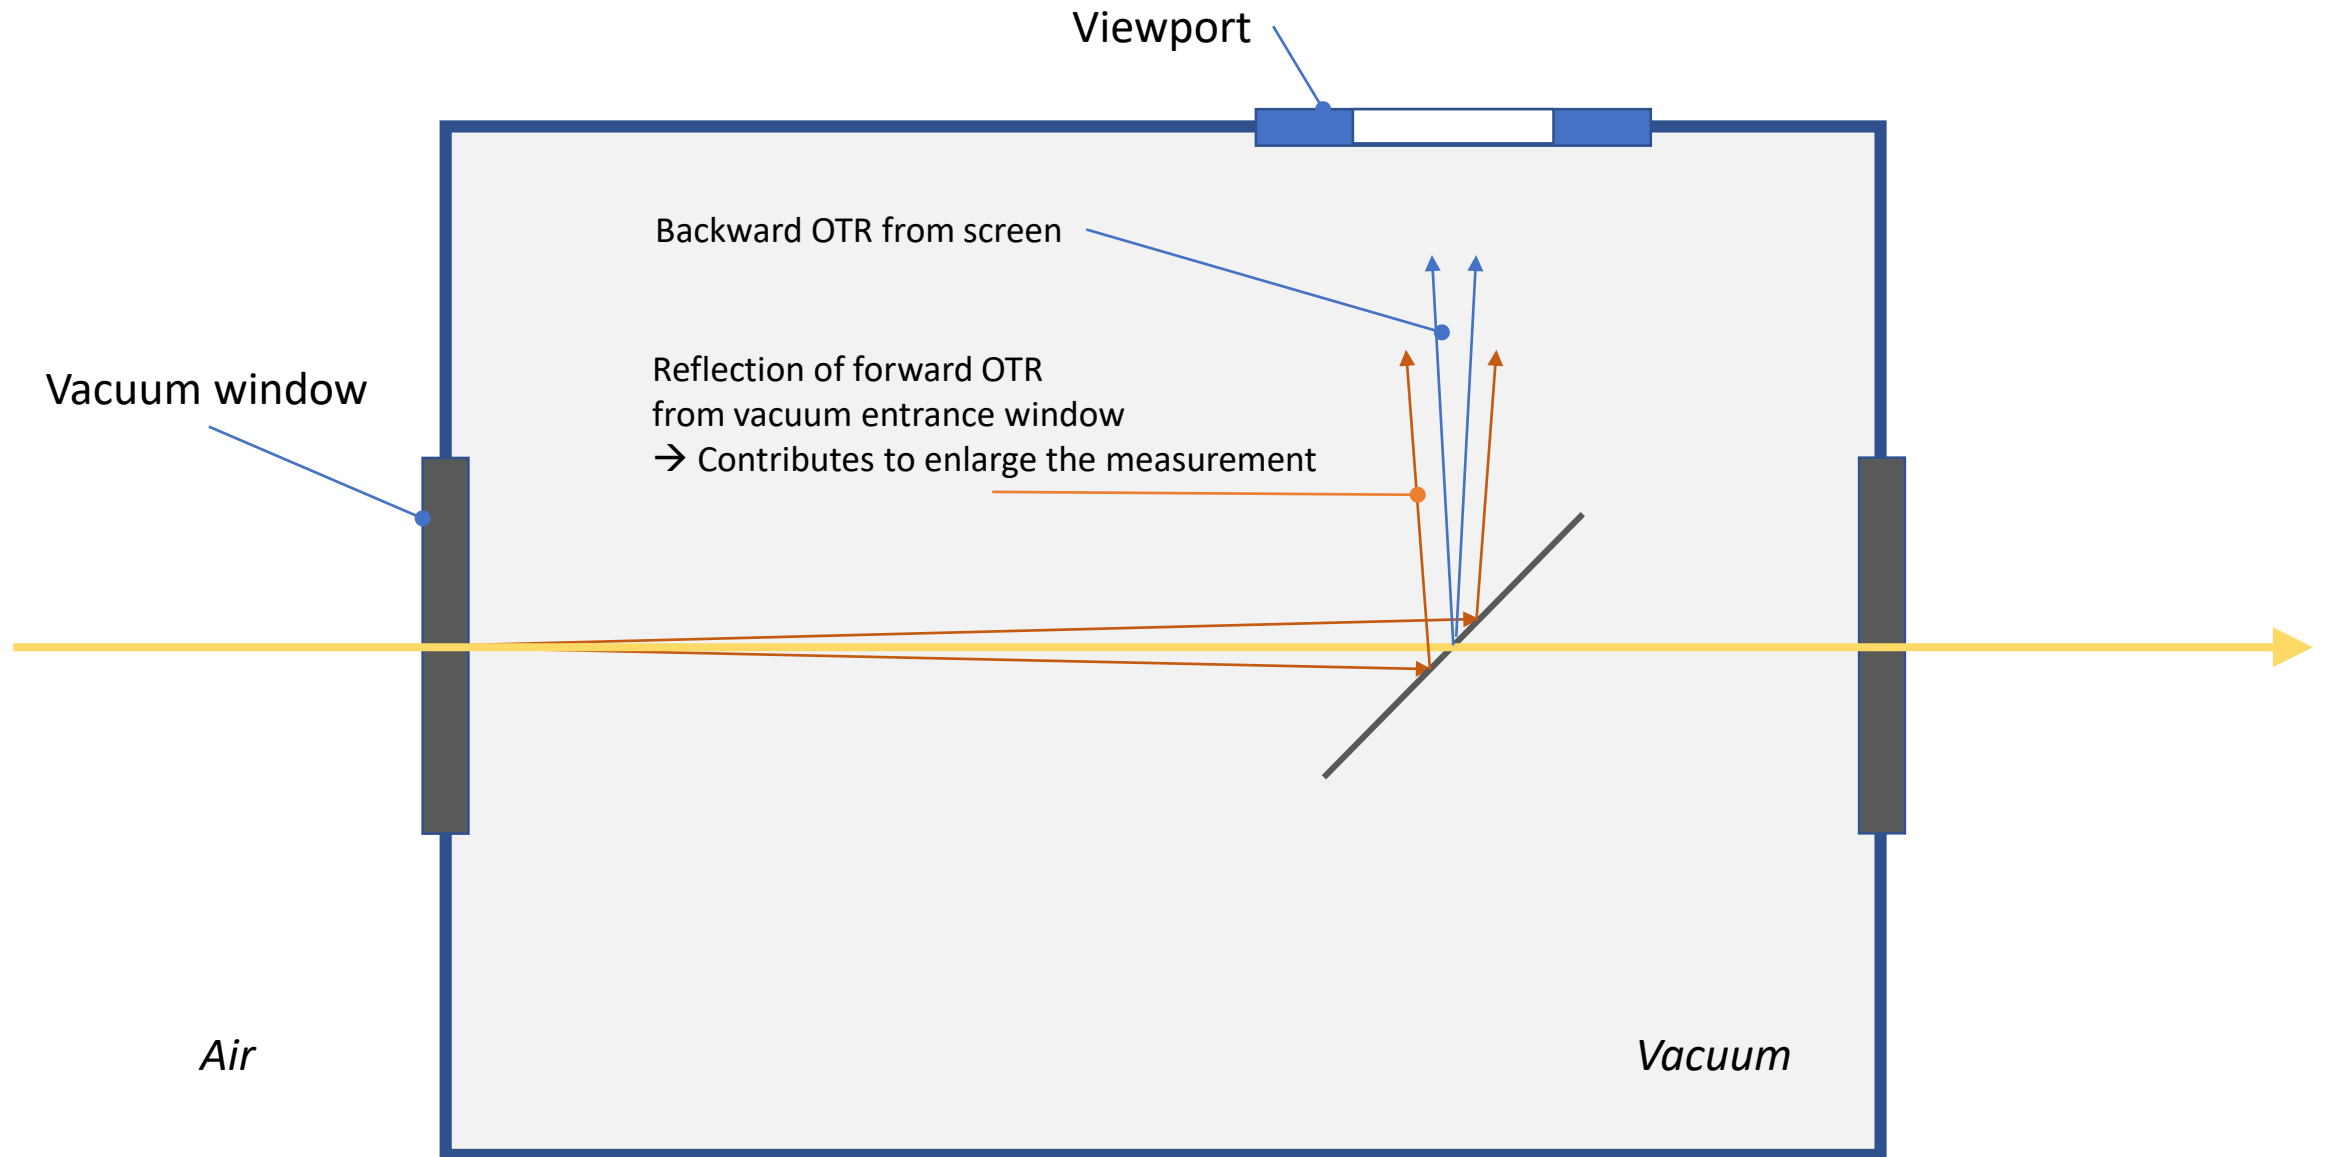 Viewport
Backward OTR from screen
Reflection of forward OTR
from vacuum entrance window
→ Contributes to enlarge the measurement
Vacuum window
Air
Vacuum